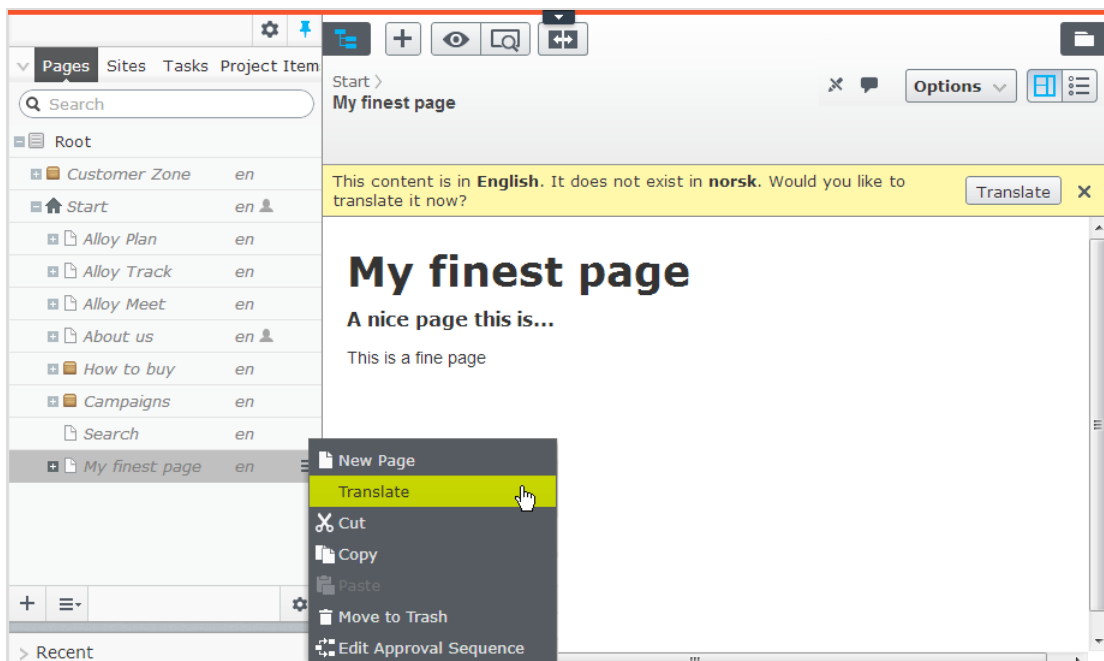 Pages Sites Tasks Project Item
Search
Root
Customer Zone en
Start en
Alloy Plan en
Alloy Track en
Alloy Meet en
About us en
How to buy en
Campaigns en
Search en
My finest page en
Recent
Start
My finest page
Options
This content is in English. It does not exist in norsk. Would you like to
translate it now?
Translate
My finest page
A nice page this is...
This is a fine page
New Page
Translate
Cut
Copy
Paste
Move to Trash
Edit Approval Sequence